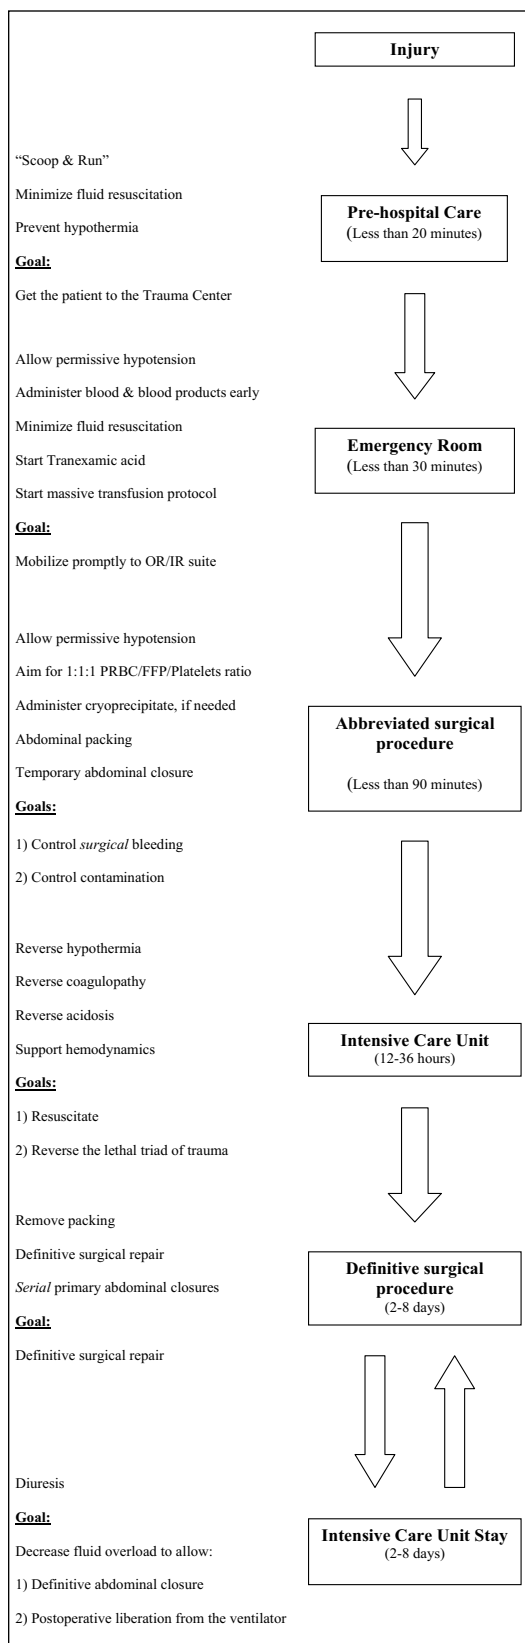 Injury
“Scoop & Run”
Minimize fluid resuscitation
Prevent hypothermia
Goal:
Get the patient to the Trauma Center
Pre-hospital Care
(Less than 20 minutes)
Allow permissive hypotension
Administer blood & blood products early
Minimize fluid resuscitation
Start Tranexamic acid
Start massive transfusion protocol
Goal:
Mobilize promptly to OR/IR suite
Emergency Room
(Less than 30 minutes)
Allow permissive hypotension
Aim for 1:1:1 PRBC/FFP/Platelets ratio
Administer cryoprecipitate, if needed
Abdominal packing
Temporary abdominal closure
Goals:
1) Control surgical bleeding
2) Control contamination
Abbreviated surgical
procedure
(Less than 90 minutes)
Reverse hypothermia
Reverse coagulopathy
Reverse acidosis
Support hemodynamics
Goals:
1) Resuscitate
2) Reverse the lethal triad of trauma
Intensive Care Unit
(12-36 hours)
Remove packing
Definitive surgical repair
Serial primary abdominal closures
Goal:
Definitive surgical repair
Definitive surgical
procedure
(2-8 days)
Diuresis
Goal:
Decrease fluid overload to allow:
1) Definitive abdominal closure
2) Postoperative liberation from the ventilator
Intensive Care Unit Stay
(2-8 days)